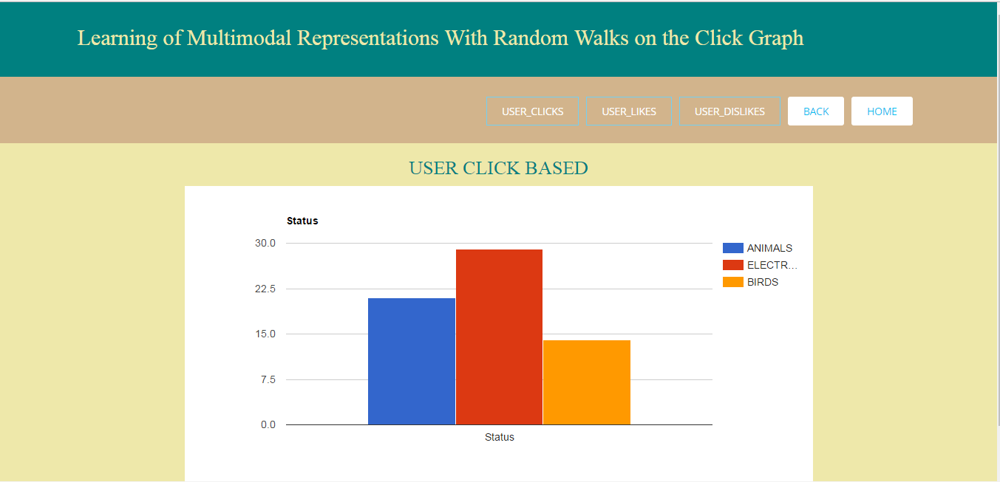 Learning of Multimodal Representations With Random Walks on the Click Graph
USER_CLICKS USER_LIKES USER_DISLIKES BACK HOME
USER CLICK BASED
Status
30.0
22.5
15.0
7.5
0.0
Status
ANIMALS
ELECTR...
BIRDS